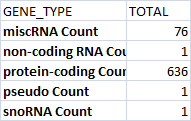 GENE_TYPE TOTAL
miscRNA Count 76
non-coding RNA Cou 1
protein-coding Coun 636
pseudo Count 1
snoRNA Count 1